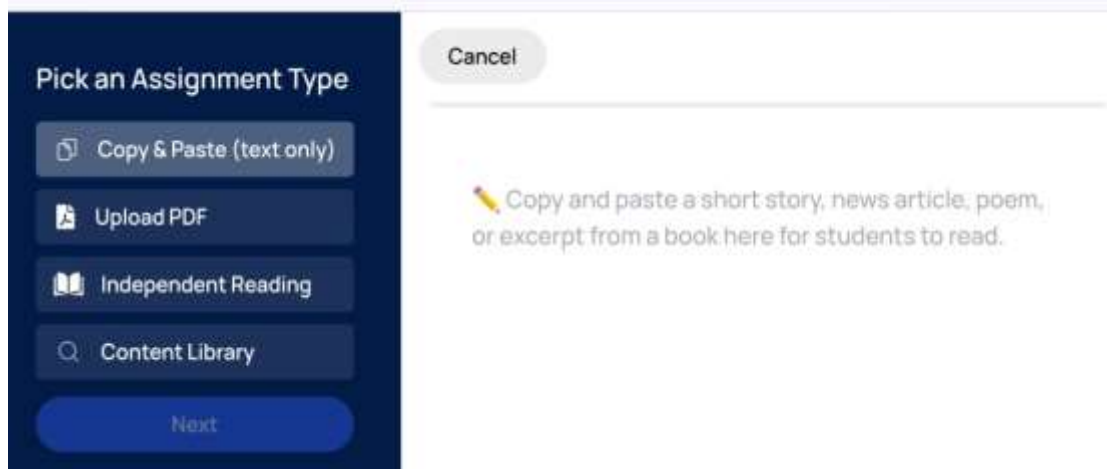 Pick an Assignment Type
Copy & Paste (text only)
Upload PDF
Independent Reading
Content Library
Next
Cancel
Copy and paste a short story, news article, poem,
or excerpt from a book here for students to read.